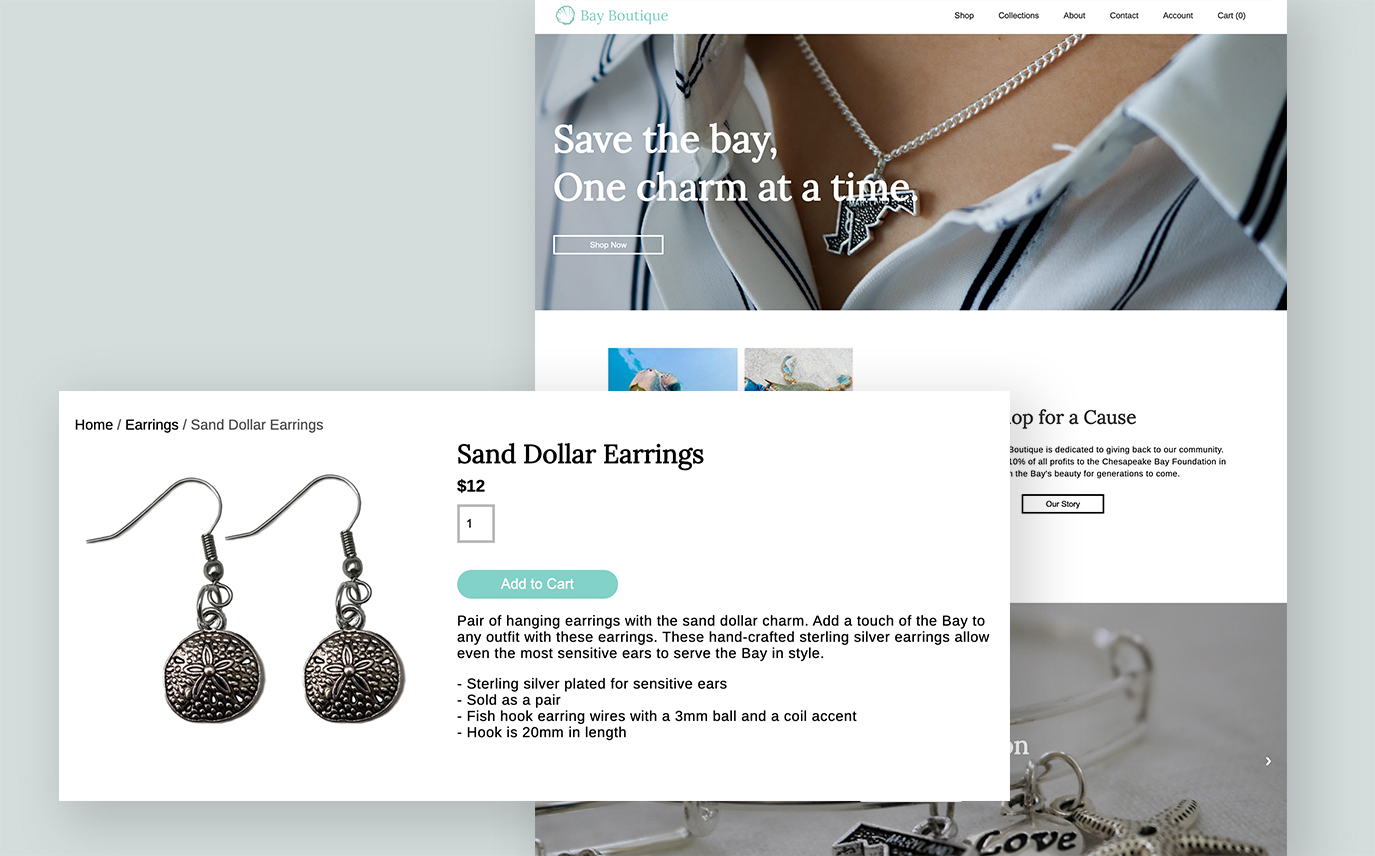 Bay Boutique
Shop Collections About Contact Account Cart (0)
Save the bay,
One charm at a time.
Shop Now
for a Cause
Boutique is dedicated to giving back to our community.
10% of all profits to the Chesapeake Bay Foundation in
the Bay's beauty for generations to come.
Our Story
Home / Earrings / Sand Dollar Earrings
Sand Dollar Earrings
$12
1
Add to Cart
Pair of hanging earrings with the sand dollar charm. Add a touch of the Bay to
any outfit with these earrings. These hand-crafted sterling silver earrings allow
even the most sensitive ears to serve the Bay in style.
- Sterling silver plated for sensitive ears
- Sold as a pair
- Fish hook earring wires with a 3mm ball and a coil accent
- Hook is 20mm in length
MARYLAND
Love